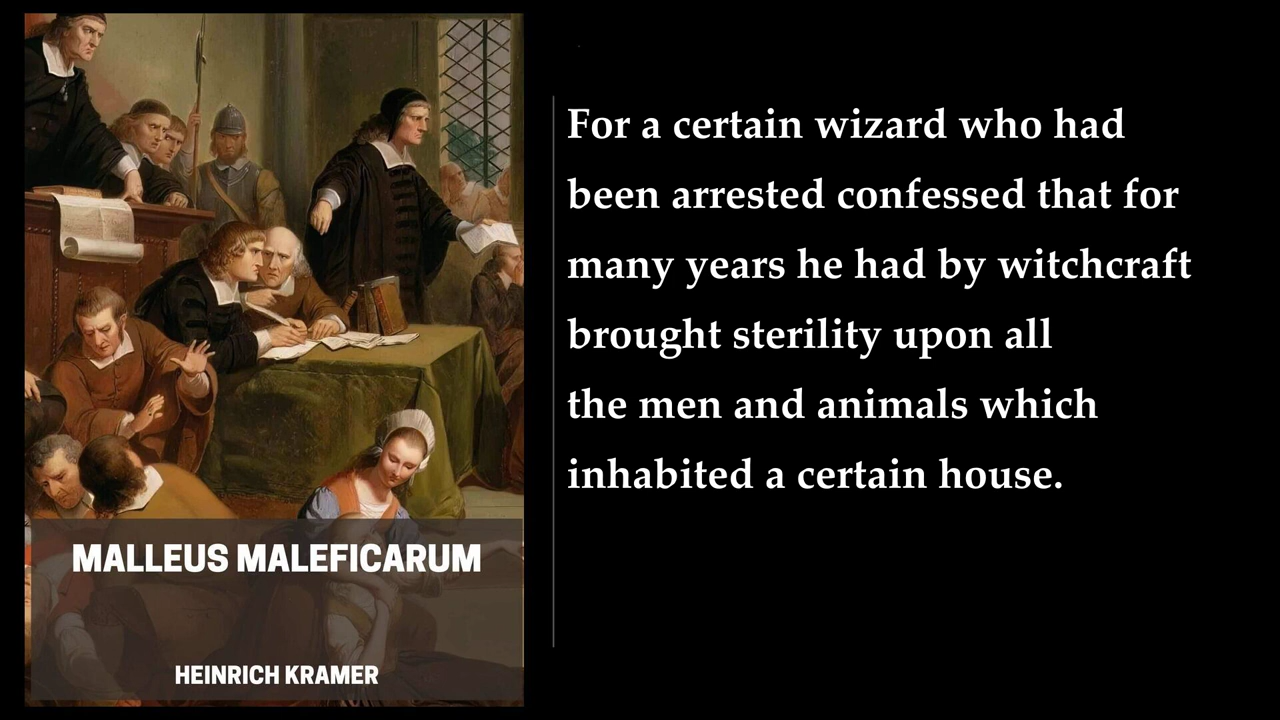 MALLEUS MALEFICARUM
HEINRICH KRAMER
For a certain wizard who had
been arrested confessed that for
many years he had by witchcraft
brought sterility upon all
the men and animals which
inhabited a certain house.